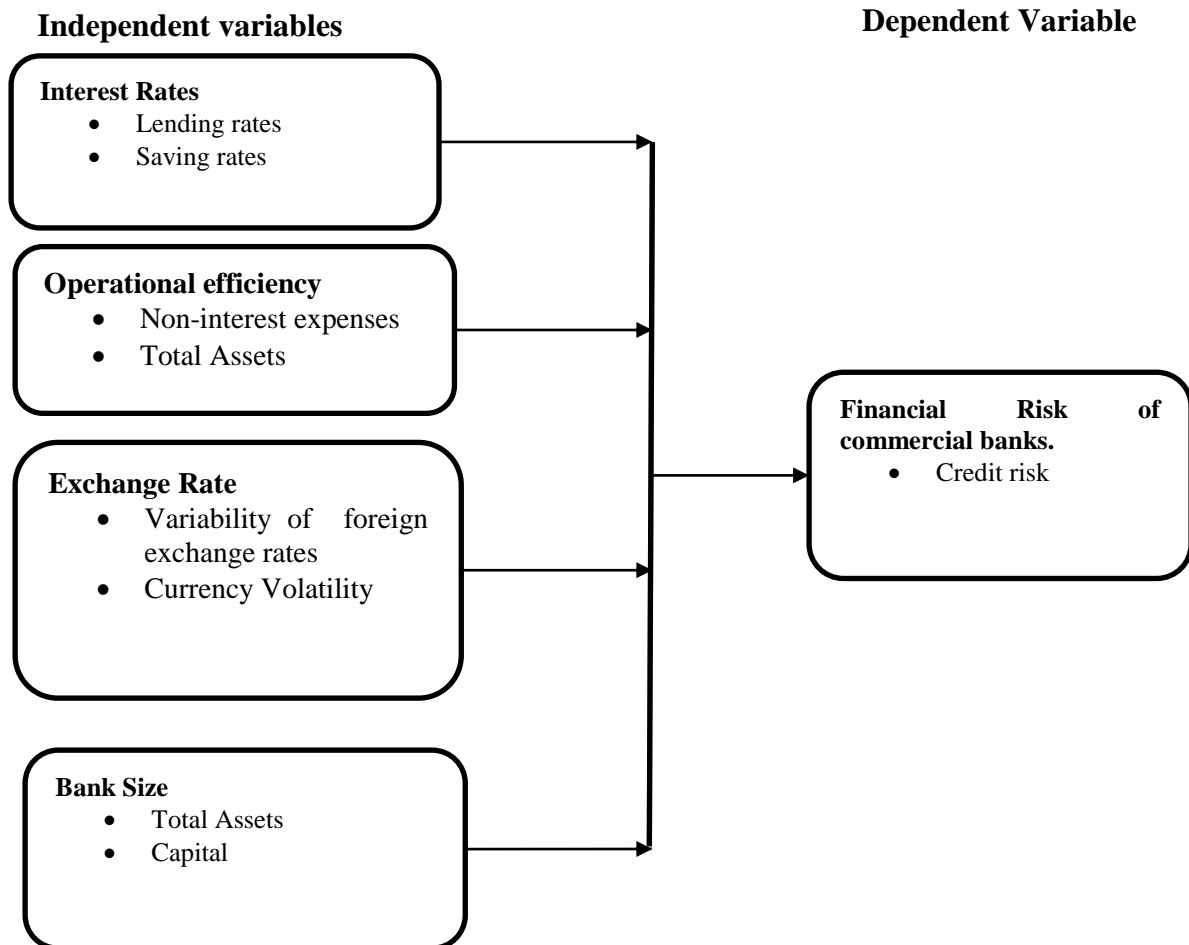 Independent variables
Dependent Variable
Interest Rates
• Lending rates
• Saving rates
Operational efficiency
• Non-interest expenses
• Total Assets
Exchange Rate
• Variability of foreign
exchange rates
• Currency Volatility
Bank Size
• Total Assets
• Capital
Financial Risk of
commercial banks.
• Credit risk